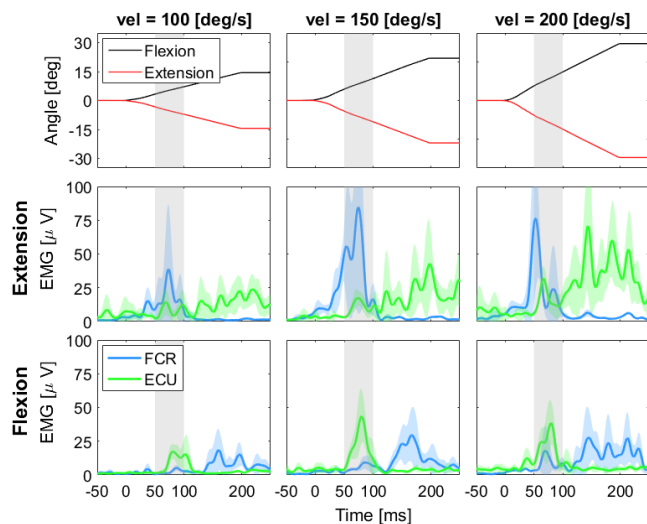 vel = 100 [deg/s] vel = 150 [deg/s] vel = 200 [deg/s]
Angle [deg]
30
15
0
-15
-30
Flexion
Extension
Extension
EMG [μ V]
100
75
50
25
0
Flexion
EMG [μ V]
100
75
50
25
0
FCR
ECU
-50 0 50 100 200 -50 0 50 100 200 -50 0 50 100 200
Time [ms]